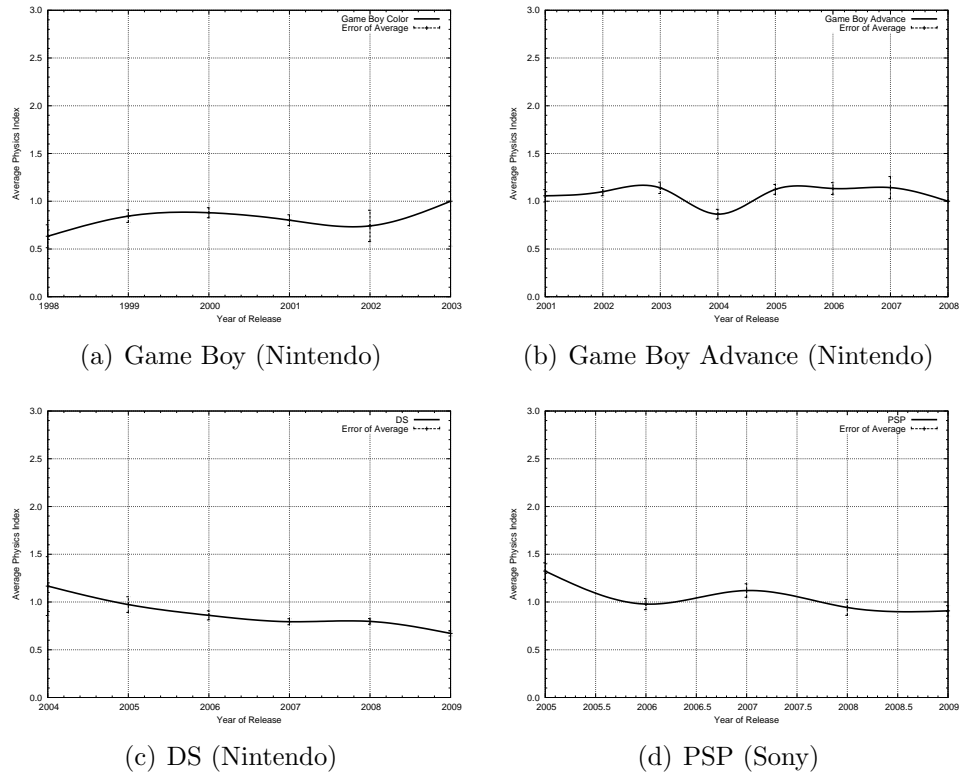 Game Boy Color
Error of Average
3.0
2.5
2.0
1.5
1.0
0.5
0.0
Average Physics Index
1998 1999 2000 2001 2002 2003
Year of Release
(a) Game Boy (Nintendo)
Game Boy Advance
Error of Average
3.0
2.5
2.0
1.5
1.0
0.5
0.0
Average Physics Index
2001 2002 2003 2004 2005 2006 2007 2008
Year of Release
(b) Game Boy Advance (Nintendo)
DS
Error of Average
3.0
2.5
2.0
1.5
1.0
0.5
0.0
Average Physics Index
2004 2005 2006 2007 2008 2009
Year of Release
(c) DS (Nintendo)
PSP
Error of Average
3.0
2.5
2.0
1.5
1.0
0.5
0.0
Average Physics Index
2005 2005.5 2006 2006.5 2007 2007.5 2008 2008.5 2009
Year of Release
(d) PSP (Sony)